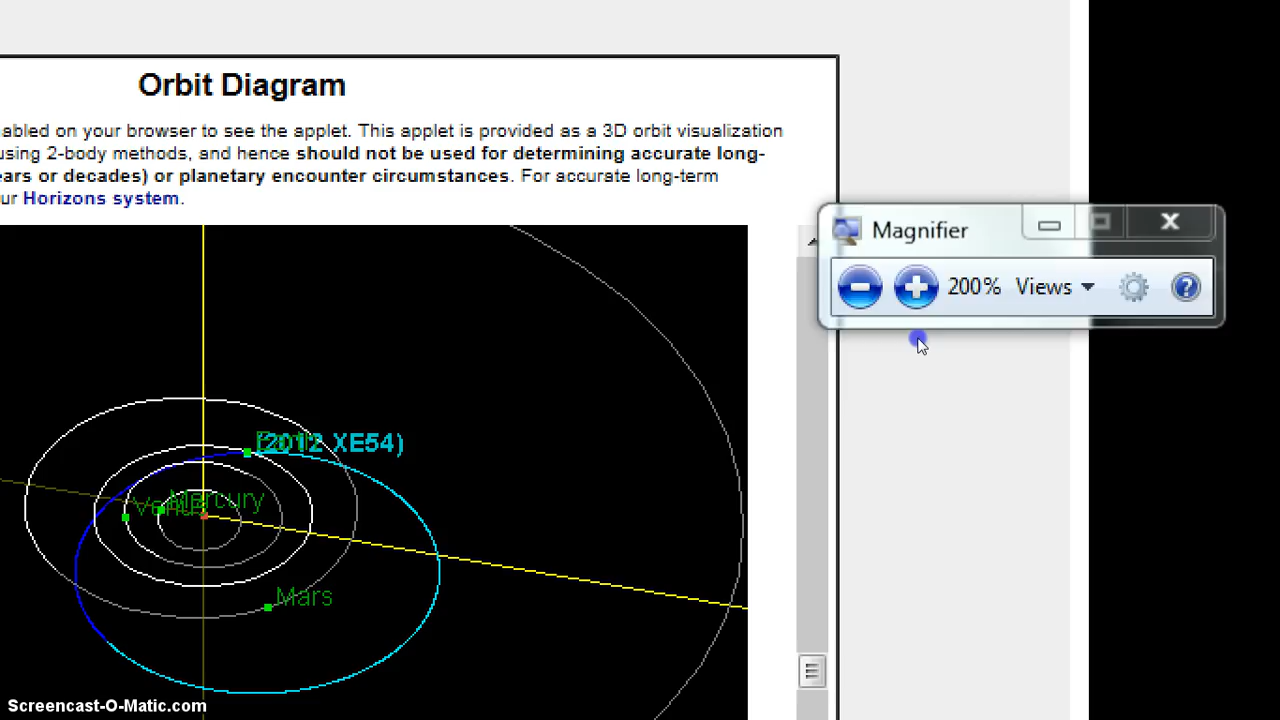 Orbit Diagram
abled on your browser to see the applet. This applet is provided as a 3D orbit visualization
using 2-body methods, and hence should not be used for determining accurate long-
ears or decades) or planetary encounter circumstances. For accurate long-term
ur Horizons system.
Magnifier
200% Views
(2012 XE54)
Mercury
Venus
Mars
Screencast-O-Matic.com